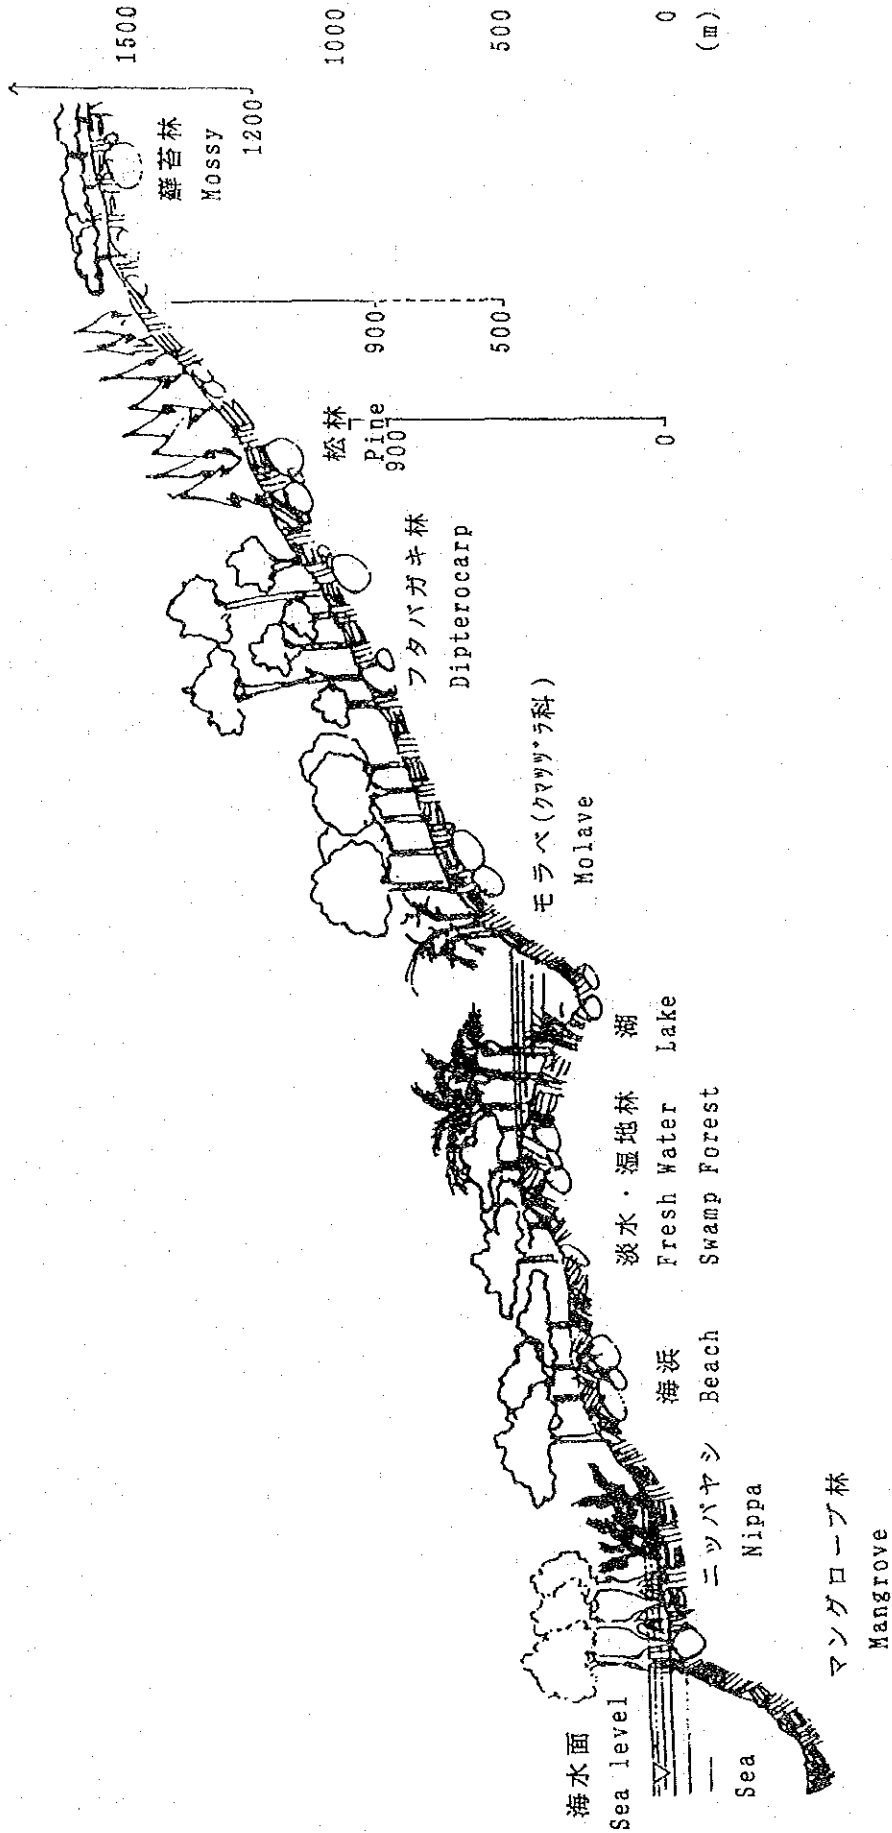 海水面
Sea level
Sea
マングローブ林
Mangrove
ニッパヤシ
Nippa
海浜
Beach
淡水・湿地林
Fresh Water
Swamp Forest
湖
Lake
モラベ(クマツヅラ科)
Molave
フタバガキ林
Dipterocarp
松林
Pine
900
0
900
500
蘚苔林
Mossy
1200
1500
1000
500
0
(m)